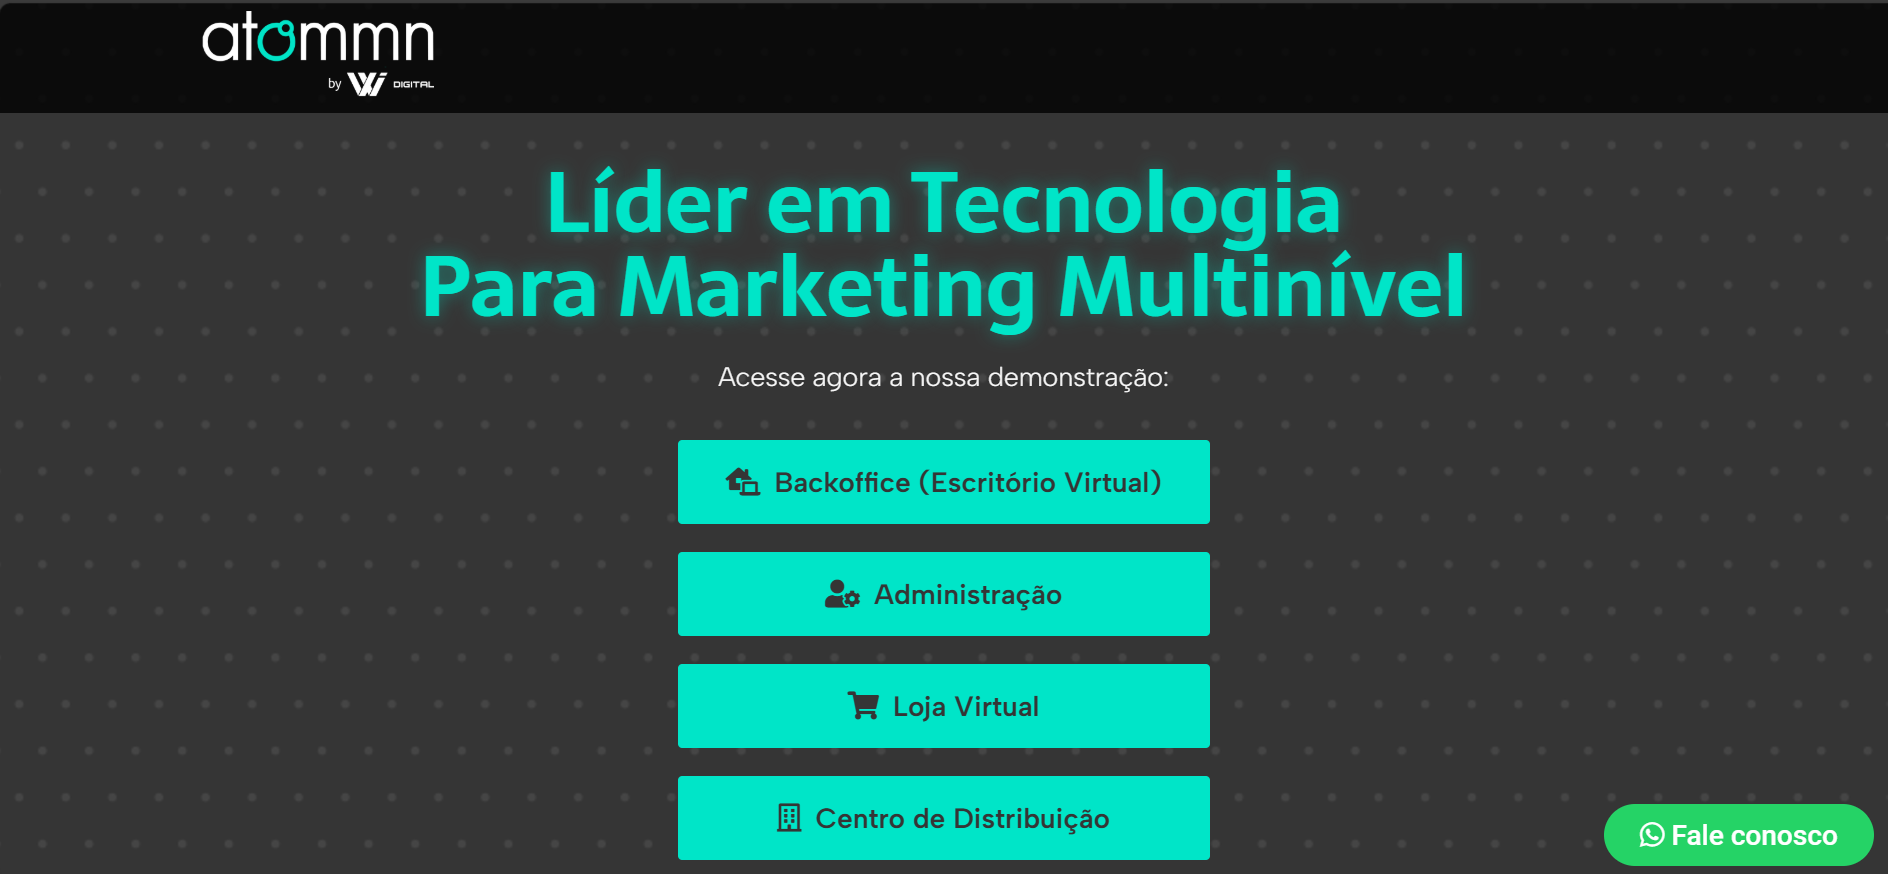 atommn
by Wi DIGITAL
Líder em Tecnologia
Para Marketing Multinível
Acesse agora a nossa demonstração:
Backoffice (Escritório Virtual)
Administração
Loja Virtual
Centro de Distribuição
Fale conosco